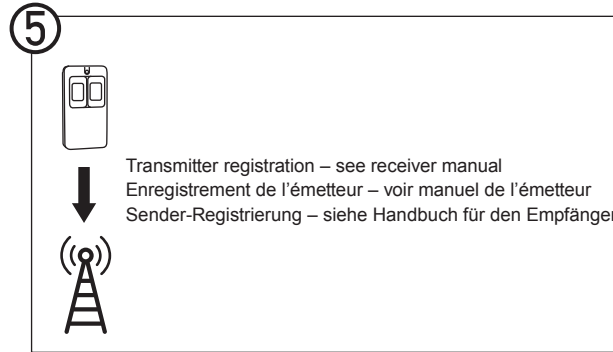 5
Transmitter registration – see receiver manual
Enregistrement de l’émetteur – voir manuel de l’émetteur
Sender-Registrierung – siehe Handbuch für den Empfänger